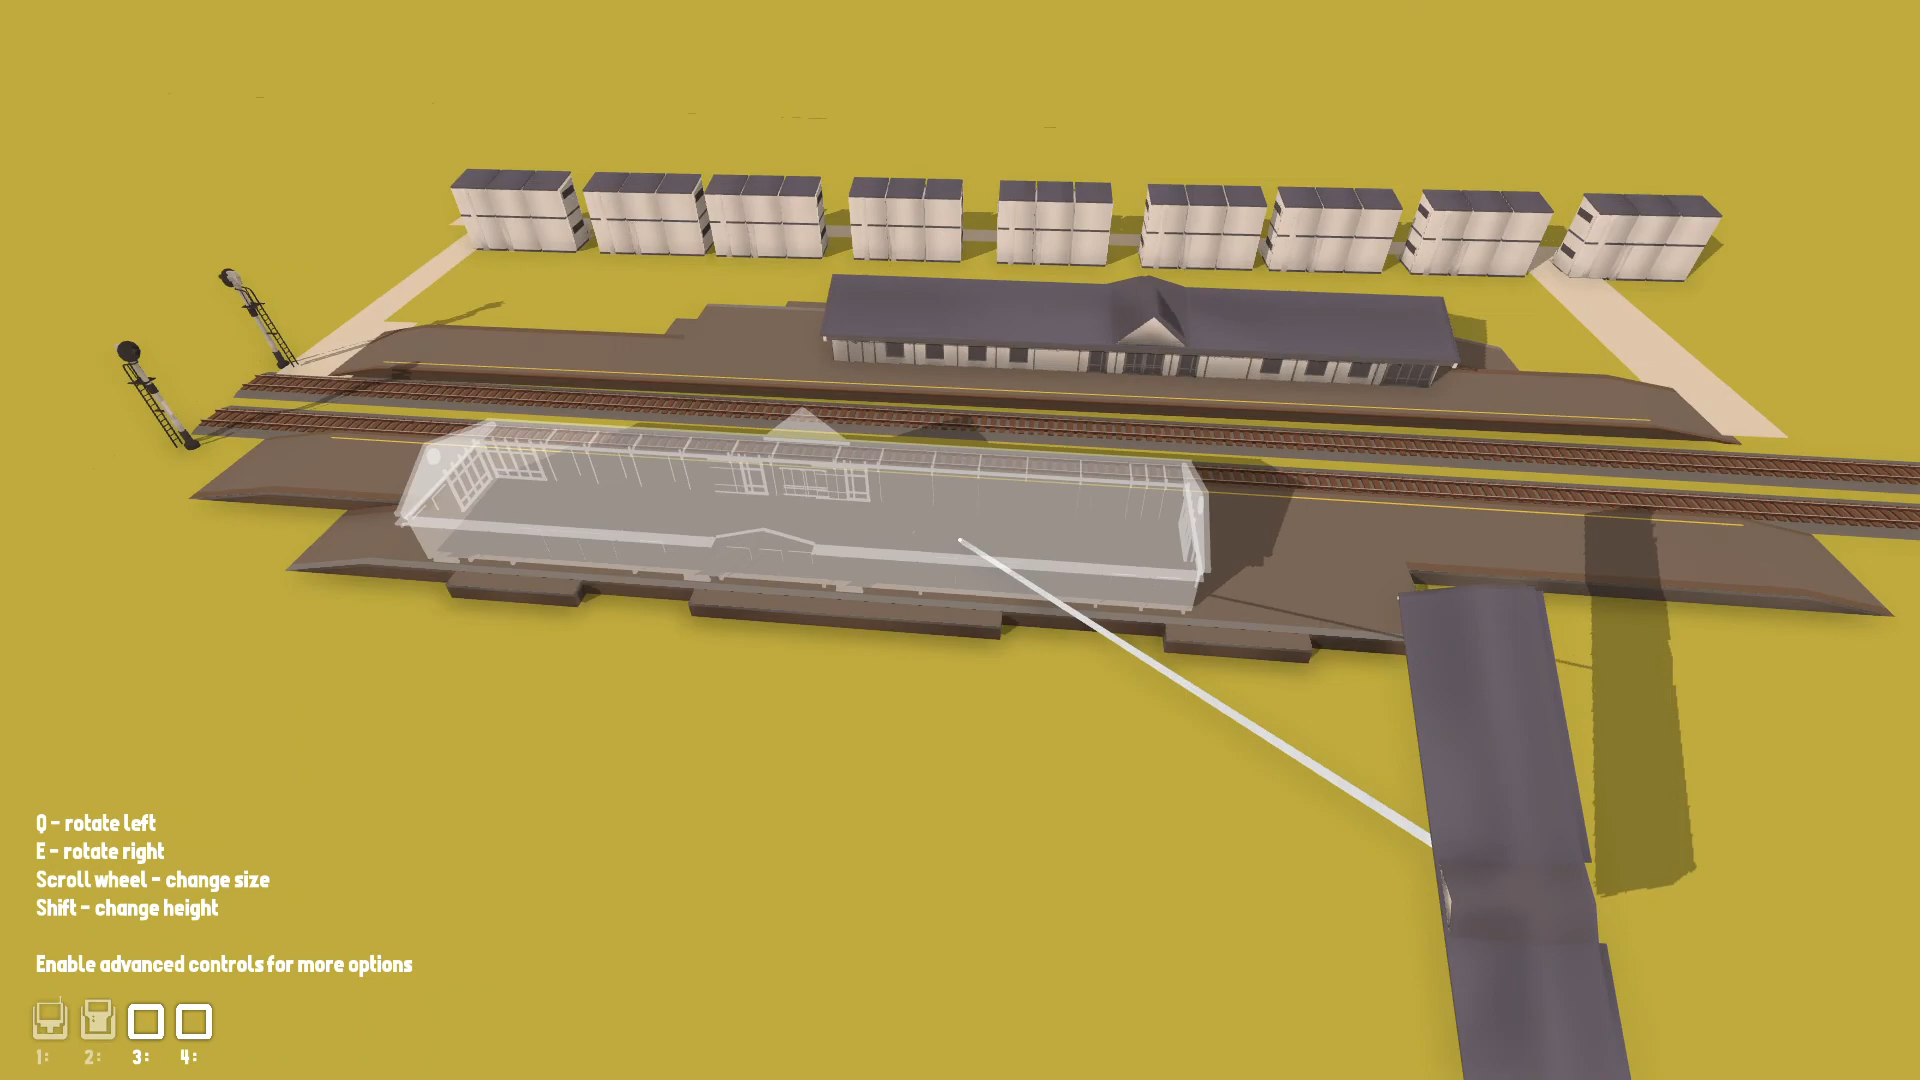 Q - rotate left
E - rotate right
Scroll wheel - change size
Shift - change height
Enable advanced controls for more options
1: 2: 3: 4: